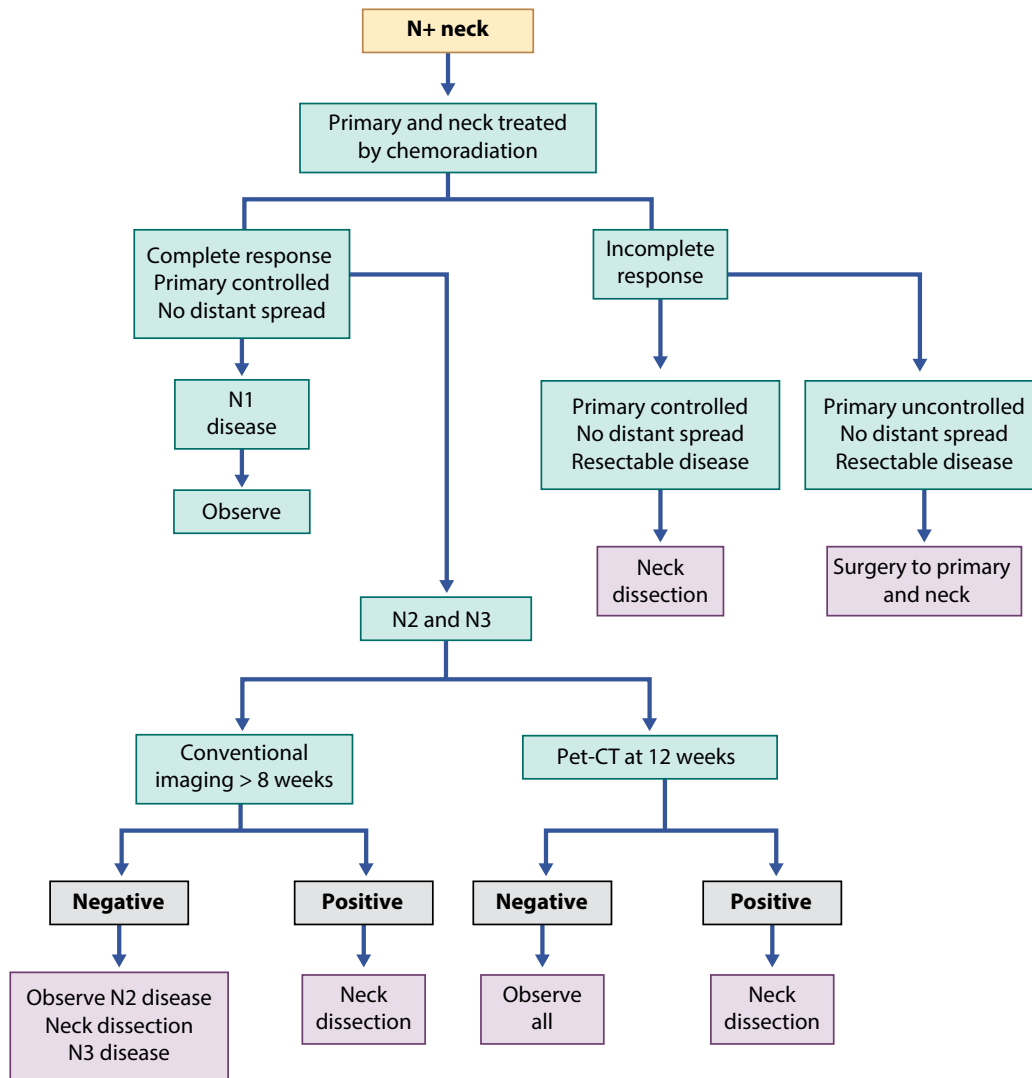 N+ neck
Primary and neck treated
by chemoradiation
Complete response
Primary controlled
No distant spread
Incomplete
response
N1
disease
Observe
Primary controlled
No distant spread
Resectable disease
Primary uncontrolled
No distant spread
Resectable disease
Neck
dissection
Surgery to primary
and neck
N2 and N3
Conventional
imaging > 8 weeks
Pet-CT at 12 weeks
Negative
Positive
Negative
Positive
Observe N2 disease
Neck dissection
N3 disease
Neck
dissection
Observe
all
Neck
dissection